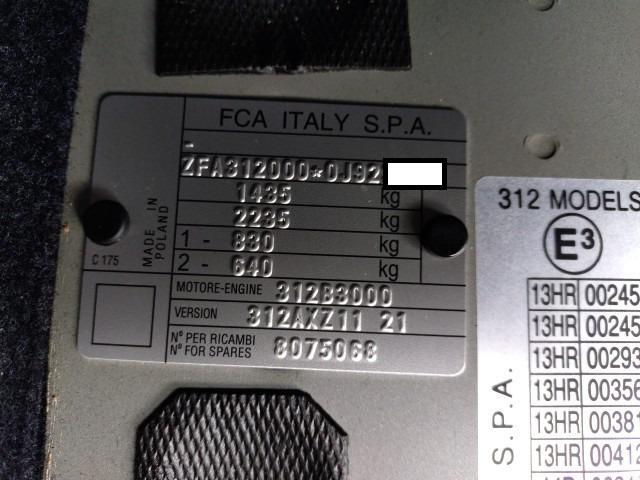 FCA ITALY S.P.A.
-
ZFA312000*0J92
1435 kg
2235
1 - 830 kg
2 - 640 kg
MADE IN
POLAND
C 175
MOTORE-ENGINE 312B3000
VERSION 312AXZ11 21
N° PER RICAMBI
N° FOR SPARES 8075068
312 MODELS
E3
13HR 00245
13HR 00245
13HR 00293
13HR 00356
13HR 00381
13HR 00412
S.P.A.